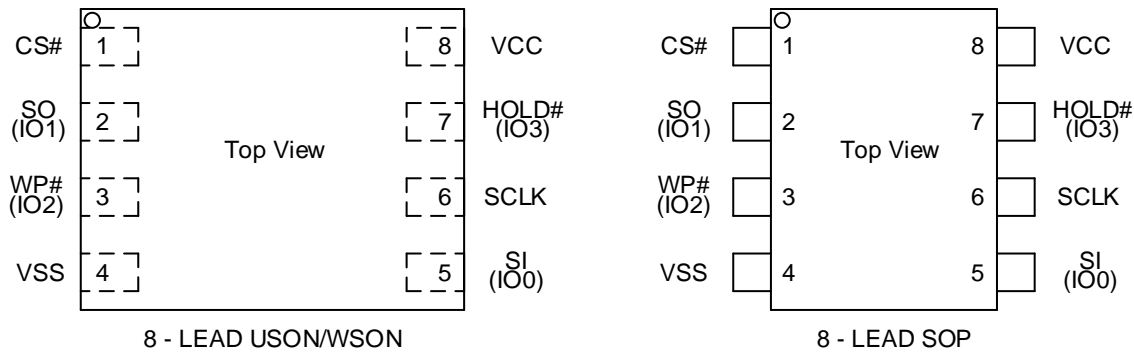 CS# 1 8 VCC
SO (IO1) 2 7 HOLD# (IO3)
Top View
WP# (IO2) 3 6 SCLK
VSS 4 5 SI (IO0)
8 - LEAD USON/WSON
CS# 1 8 VCC
SO (IO1) 2 7 HOLD# (IO3)
Top View
WP# (IO2) 3 6 SCLK
VSS 4 5 SI (IO0)
8 - LEAD SOP